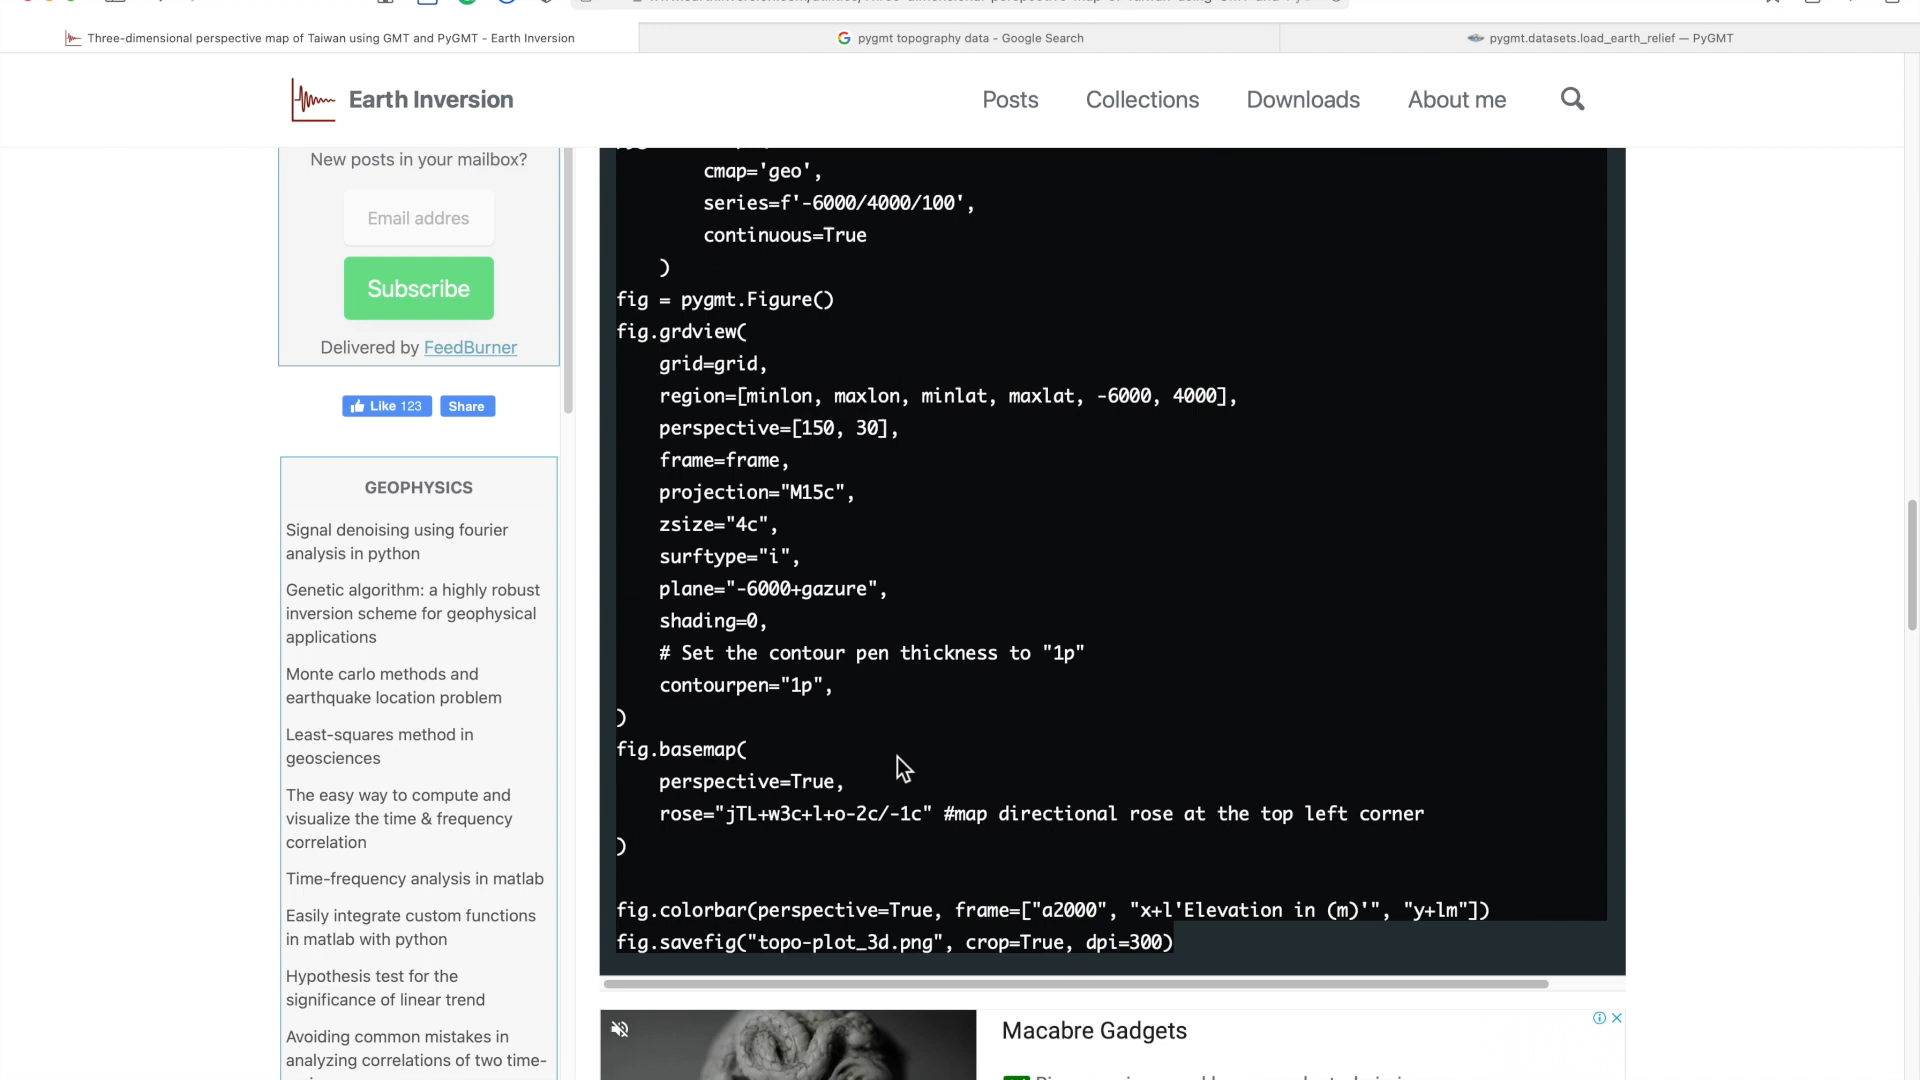 Three-dimensional perspective map of Taiwan using GMT and PyGMT - Earth Inversion
pygmt topography data - Google Search
pygmt.datasets.load_earth_relief — PyGMT
Earth Inversion
Posts
Collections
Downloads
About me
New posts in your mailbox?
Email addres
Subscribe
Delivered by FeedBurner
Like 123
Share
GEOPHYSICS
Signal denoising using fourier
analysis in python
Genetic algorithm: a highly robust
inversion scheme for geophysical
applications
Monte carlo methods and
earthquake location problem
Least-squares method in
geosciences
The easy way to compute and
visualize the time & frequency
correlation
Time-frequency analysis in matlab
Easily integrate custom functions
in matlab with python
Hypothesis test for the
significance of linear trend
Avoiding common mistakes in
analyzing correlations of two time-
cmap='geo',
series=f'-6000/4000/100',
continuous=True
)
fig = pygmt.Figure()
fig.grdview(
grid=grid,
region=[minlon, maxlon, minlat, maxlat, -6000, 4000],
perspective=[150, 30],
frame=frame,
projection="M15c",
zsize="4c",
surftype="i",
plane="-6000+gazure",
shading=0,
# Set the contour pen thickness to "1p"
contourpen="1p",
)
fig.basemap(
perspective=True,
rose="jTL+w3c+l+o-2c/-1c" #map directional rose at the top left corner
)
fig.colorbar(perspective=True, frame=["a2000", "x+l'Elevation in (m)'", "y+lm"])
fig.savefig("topo-plot_3d.png", crop=True, dpi=300)
Macabre Gadgets